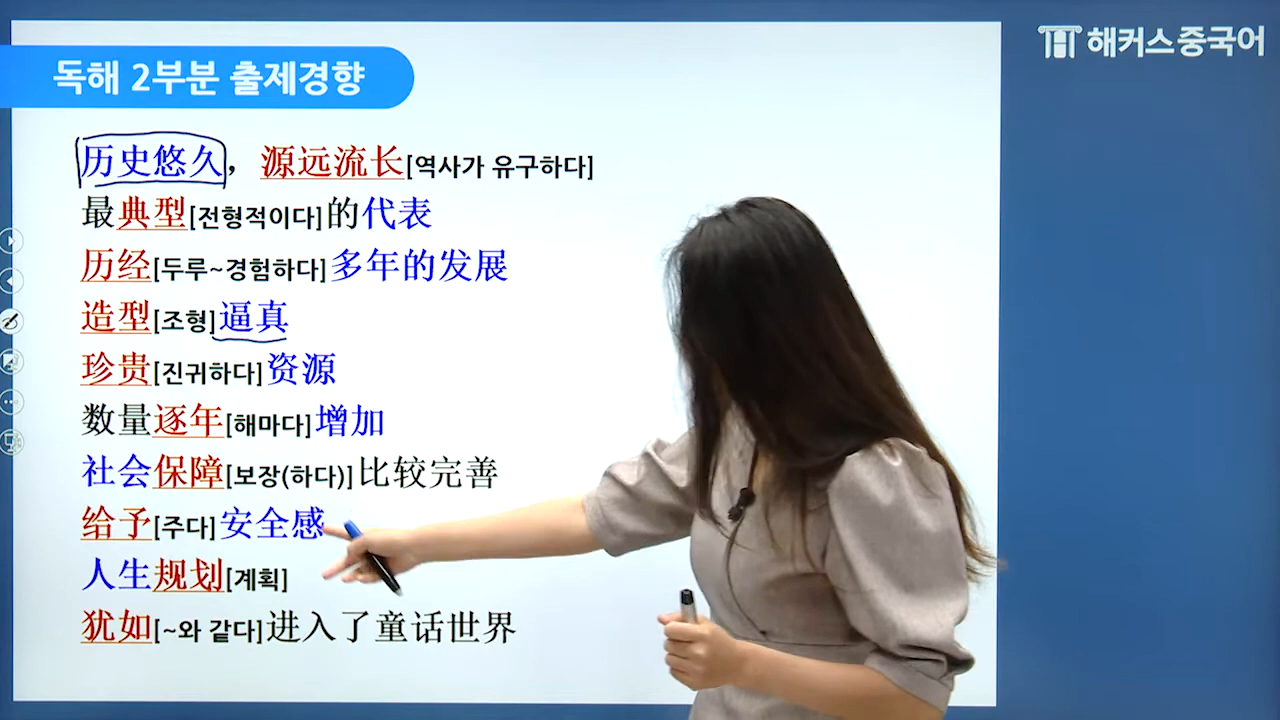 해커스중국어
독해 2부분 출제경향
历史悠久，源远流长[역사가 유구하다]
最典型[전형적이다]的代表
历经[두루~경험하다]多年的发展
造型[조형]逼真
珍贵[진귀하다]资源
数量逐年[해마다]增加
社会保障[보장(하다)]比较完善
给予[주다]安全感
人生规划[계획]
犹如[~와 같다]进入了童话世界